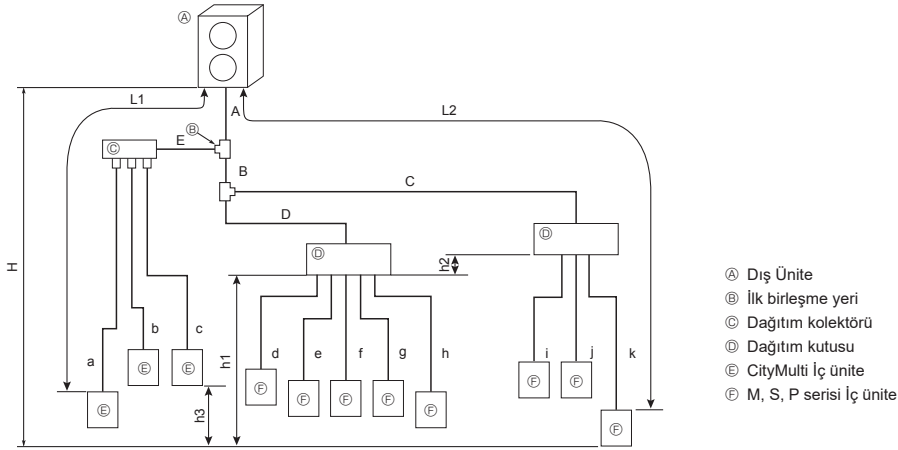 Ⓐ
L1
A
L2
Ⓑ
E
Ⓒ
B
C
D
Ⓓ
Ⓓ
h2
H
h1
h3
a
b
c
d
e
f
g
h
i
j
k
Ⓔ
Ⓔ
Ⓔ
Ⓕ
Ⓕ
Ⓕ
Ⓕ
Ⓕ
Ⓕ
Ⓕ
Ⓕ
Ⓐ Dış Ünite
Ⓑ İlk birleşme yeri
Ⓒ Dağıtım kolektörü
Ⓓ Dağıtım kutusu
Ⓔ CityMulti İç ünite
Ⓕ M, S, P serisi İç ünite